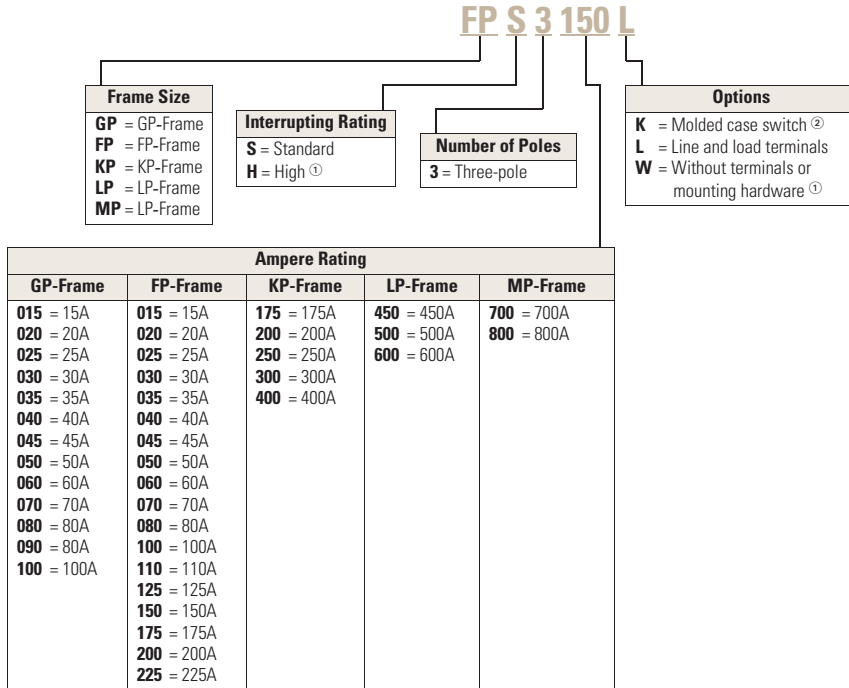 FP S 3 150 L
Frame Size
GP = GP-Frame
FP = FP-Frame
KP = KP-Frame
LP = LP-Frame
MP = LP-Frame
Interrupting Rating
S = Standard
H = High ①
Number of Poles
3 = Three-pole
Options
K = Molded case switch ②
L = Line and load terminals
W = Without terminals or
mounting hardware ①
Ampere Rating
GP-Frame FP-Frame KP-Frame LP-Frame MP-Frame
015 = 15A 015 = 15A 175 = 175A 450 = 450A 700 = 700A
020 = 20A 020 = 20A 200 = 200A 500 = 500A 800 = 800A
025 = 25A 025 = 25A 250 = 250A 600 = 600A
030 = 30A 030 = 30A 300 = 300A
035 = 35A 035 = 35A 400 = 400A
040 = 40A 040 = 40A
045 = 45A 045 = 45A
050 = 50A 050 = 50A
060 = 60A 060 = 60A
070 = 70A 070 = 70A
080 = 80A 080 = 80A
090 = 80A 100 = 100A
100 = 100A 110 = 110A
125 = 125A
150 = 150A
175 = 175A
200 = 200A
225 = 225A